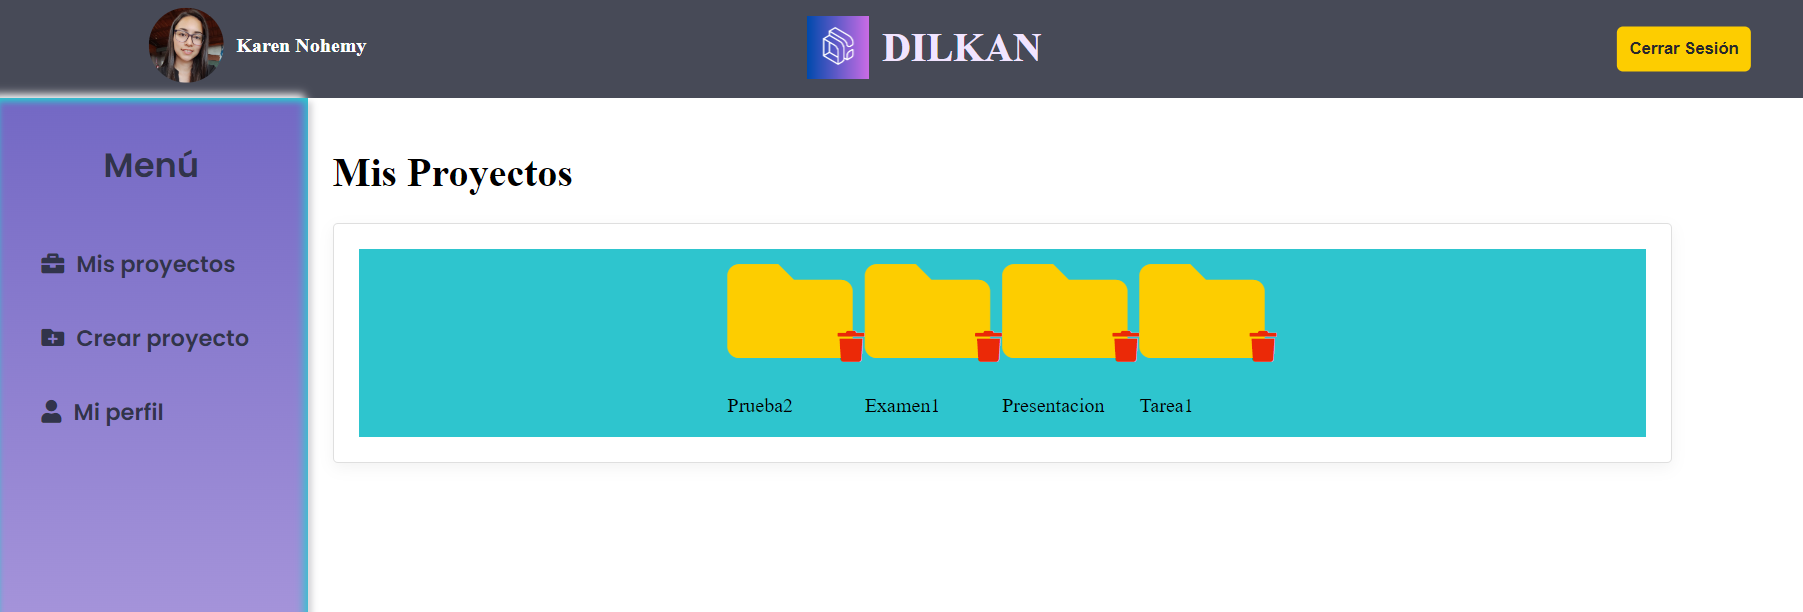 Karen Nohemy
DILKAN
Cerrar Sesión
Menú
Mis proyectos
Crear proyecto
Mi perfil
Mis Proyectos
Prueba2 Examen1 Presentacion Tarea1